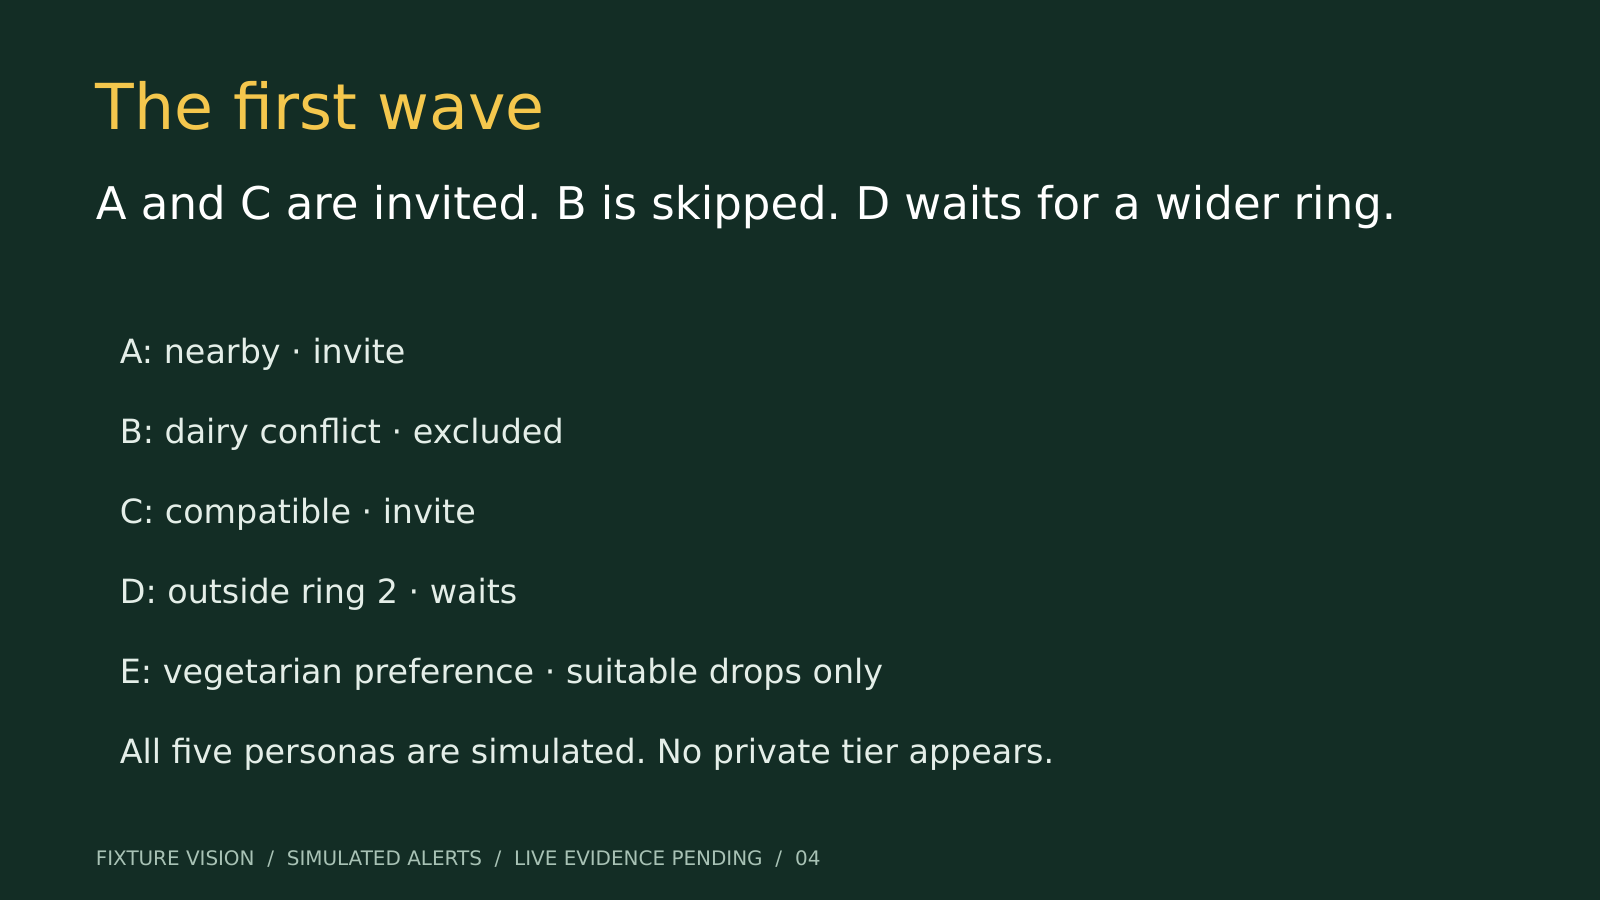 The first wave
A and C are invited. B is skipped. D waits for a wider ring.
A: nearby · invite
B: dairy conflict · excluded
C: compatible · invite
D: outside ring 2 · waits
E: vegetarian preference · suitable drops only
All five personas are simulated. No private tier appears.
FIXTURE VISION / SIMULATED ALERTS / LIVE EVIDENCE PENDING / 04